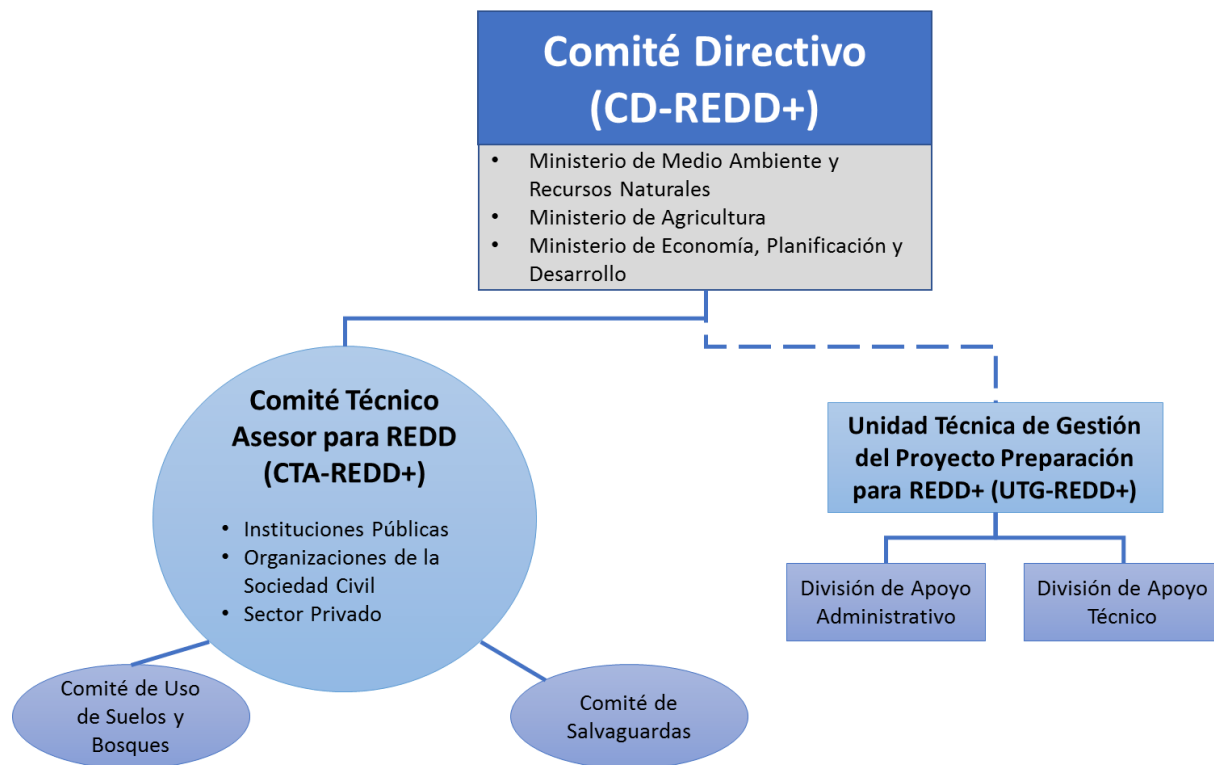 Comité Directivo
(CD-REDD+)
• Ministerio de Medio Ambiente y
Recursos Naturales
• Ministerio de Agricultura
• Ministerio de Economía, Planificación y
Desarrollo
Comité Técnico
Asesor para REDD
(CTA-REDD+)
• Instituciones Públicas
• Organizaciones de la
Sociedad Civil
• Sector Privado
Comité de Uso
de Suelos y
Bosques
Comité de
Salvaguardas
Unidad Técnica de Gestión
del Proyecto Preparación
para REDD+ (UTG-REDD+)
División de Apoyo
Administrativo
División de Apoyo
Técnico